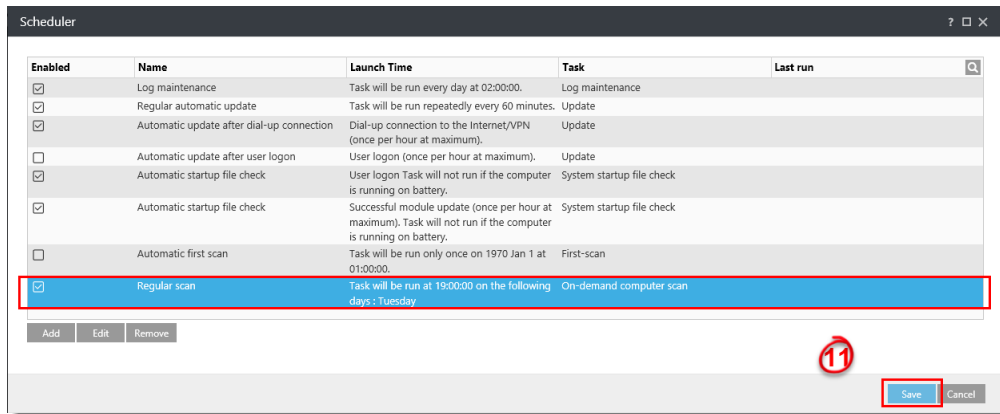 Scheduler
Enabled Name Launch Time Task Last run
Log maintenance Task will be run every day at 02:00:00. Log maintenance
Regular automatic update Task will be run repeatedly every 60 minutes. Update
Automatic update after dial-up connection Dial-up connection to the Internet/VPN Update
(once per hour at maximum).
Automatic update after user logon User logon (once per hour at maximum). Update
Automatic startup file check User logon Task will not run if the computer System startup file check
is running on battery.
Automatic startup file check Successful module update (once per hour at System startup file check
maximum). Task will not run if the computer
is running on battery.
Automatic first scan Task will be run only once on 1970 Jan 1 at First-scan
01:00:00.
Regular scan Task will be run at 19:00:00 on the following On-demand computer scan
days : Tuesday
Add Edit Remove
11
Save Cancel